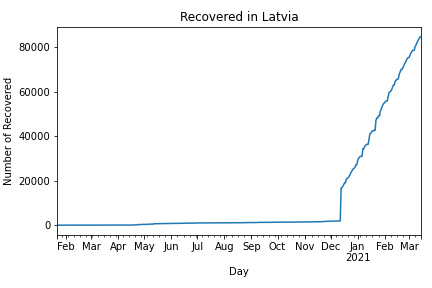 Recovered in Latvia
Number of Recovered
80000
60000
40000
20000
0
Feb Mar Apr May Jun Jul Aug Sep Oct Nov Dec Jan Feb Mar
2021
Day